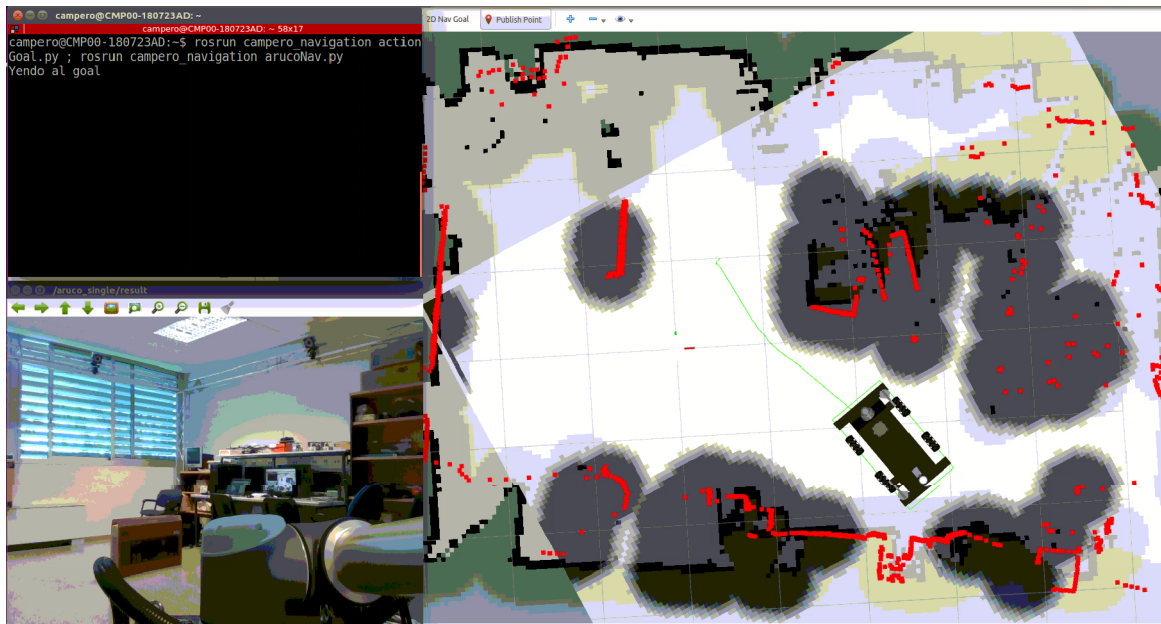 campero@CMP00-180723AD: ~
campero@CMP00-180723AD: ~ 58x17
campero@CMP00-180723AD:~$ rosrun campero_navigation action
Goal.py ; rosrun campero_navigation arucoNav.py
Yendo al goal
2D Nav Goal
Publish Point
/aruco_single/result